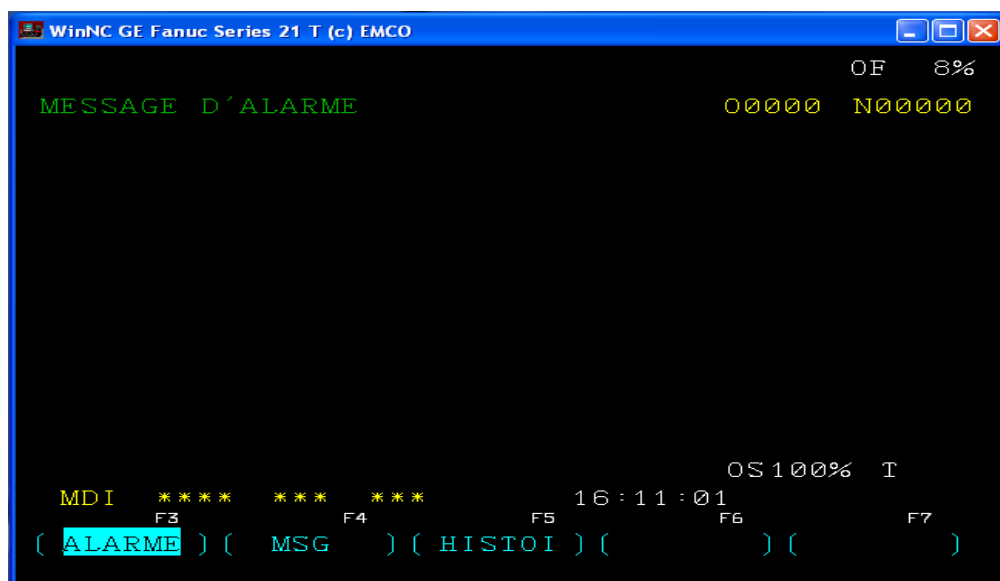 WinNC GE Fanuc Series 21 T (c) EMCO
OF 8%
MESSAGE D´ALARME O0000 N00000
OS100% T
MDI **** *** *** 16:11:01
F3 F4 F5 F6 F7
( ALARME ) ( MSG ) ( HISTOI ) ( ) ( )